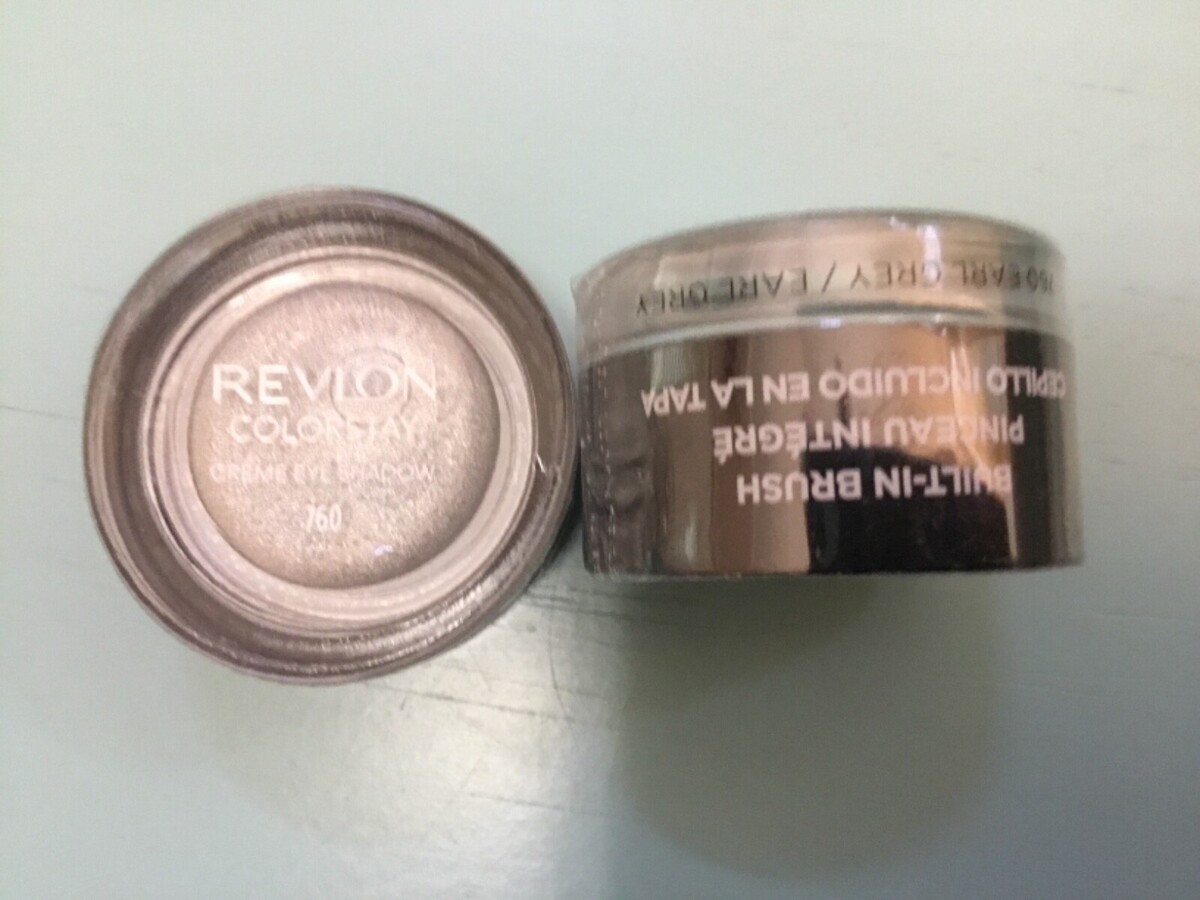 REVLON
COLORSTAY
CRÈME EYE SHADOW
760
BUILT-IN BRUSH
PINCEAU INTÉGRÉ
CEPILLO INCLUIDO EN LA TAPA
760 EARL GREY / EARL GREY